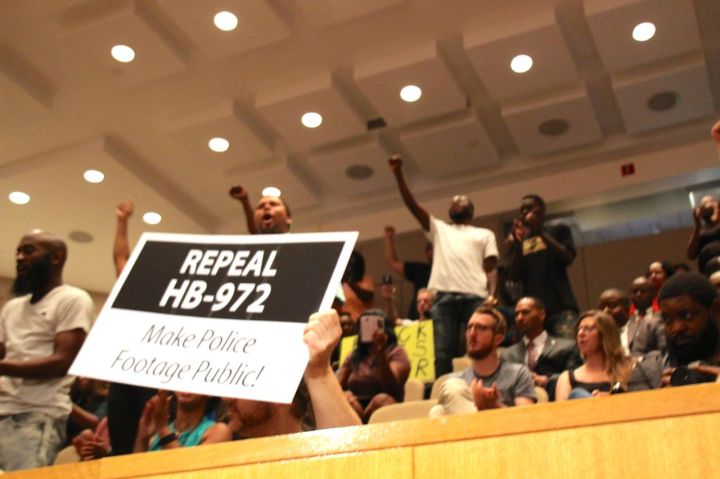 REPEAL
HB-972
Make Police
Footage Public!